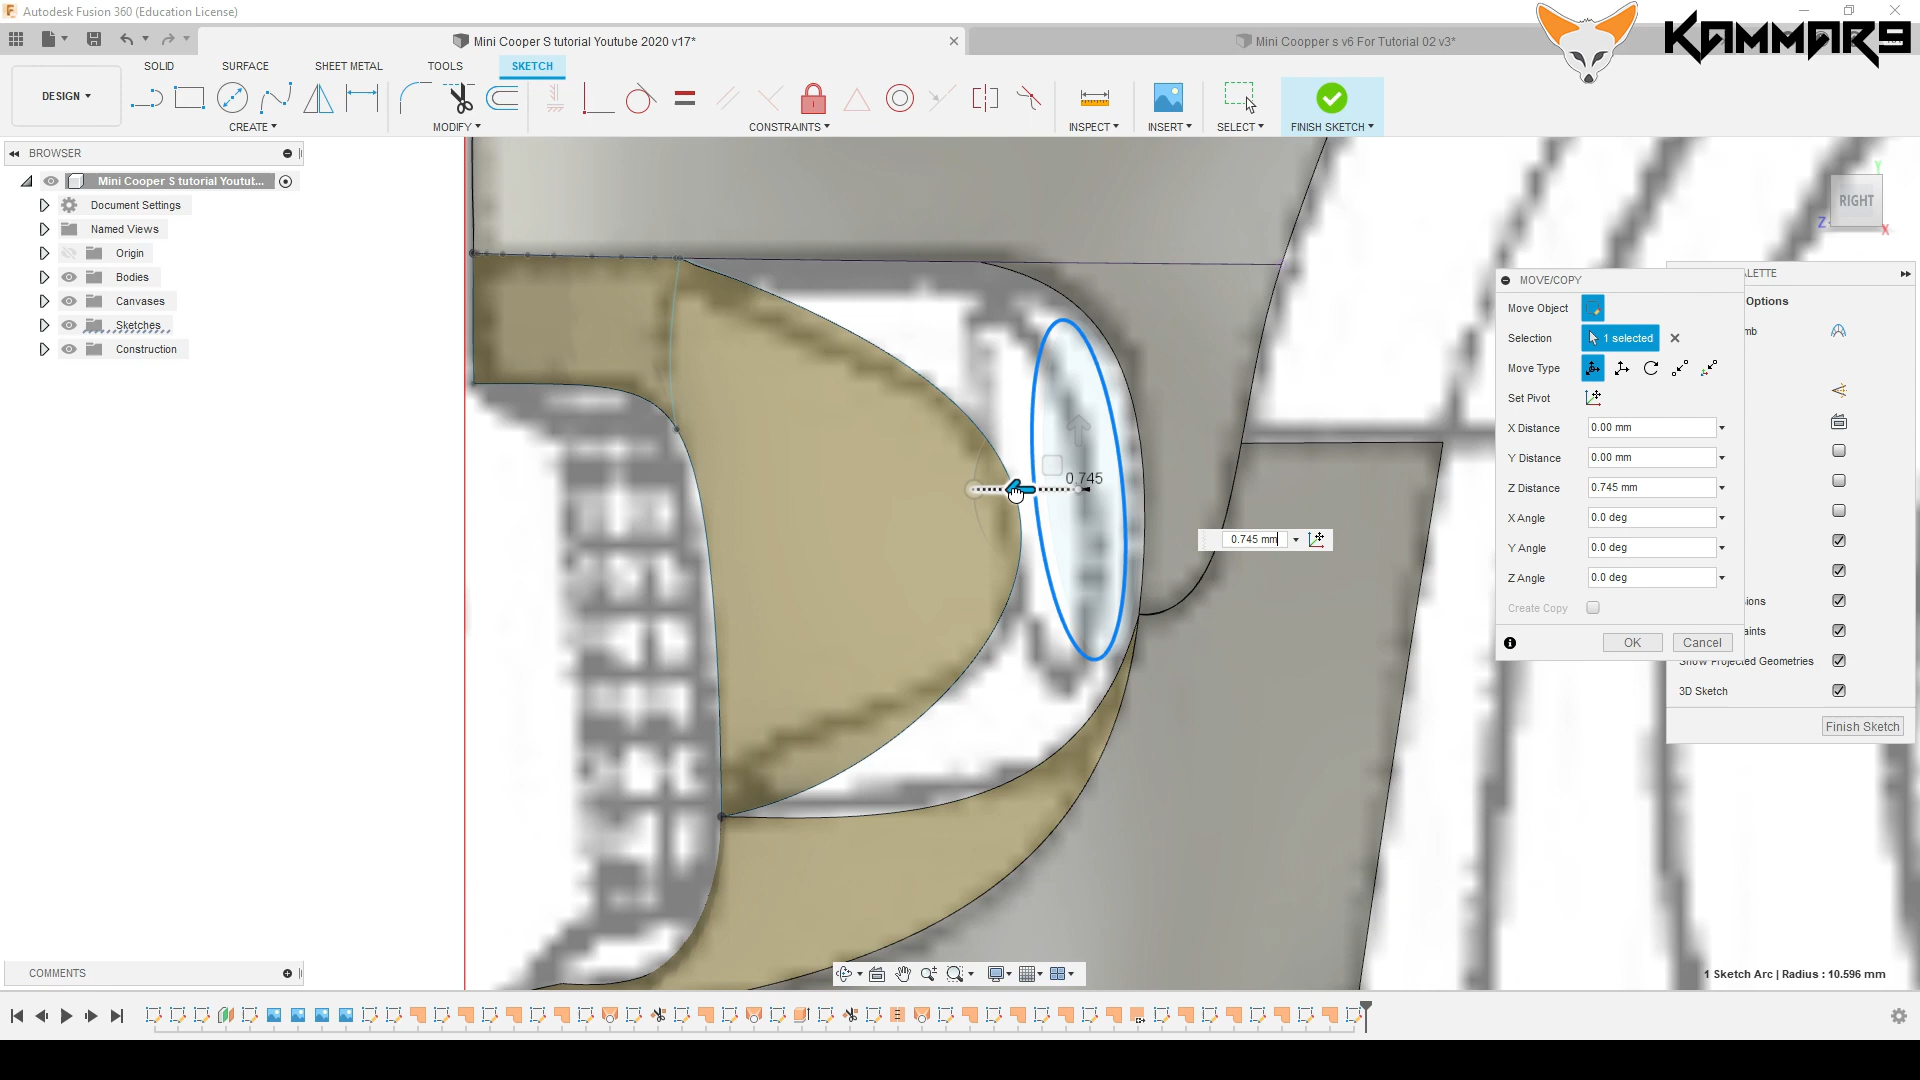 Autodesk Fusion 360 (Education License)
KAMMAR9
Mini Cooper S tutorial Youtube 2020 v17*
Mini Coopper s v6 For Tutorial 02 v3*
DESIGN
SOLID
SURFACE
SHEET METAL
TOOLS
SKETCH
CREATE
MODIFY
CONSTRAINTS
INSPECT
INSERT
SELECT
FINISH SKETCH
BROWSER
Mini Cooper S tutorial Youtut...
Document Settings
Named Views
Origin
Bodies
Canvases
Sketches
Construction
RIGHT
Y
Z
X
MOVE/COPY
Move Object
Selection
1 selected
Move Type
Set Pivot
X Distance
0.00 mm
Y Distance
0.00 mm
Z Distance
0.745 mm
X Angle
0.0 deg
Y Angle
0.0 deg
Z Angle
0.0 deg
Create Copy
OK
Cancel
ALETTE
Options
mb
ions
aints
Show Projected Geometries
3D Sketch
Finish Sketch
0.745
0.745 mm
COMMENTS
1 Sketch Arc | Radius : 10.596 mm